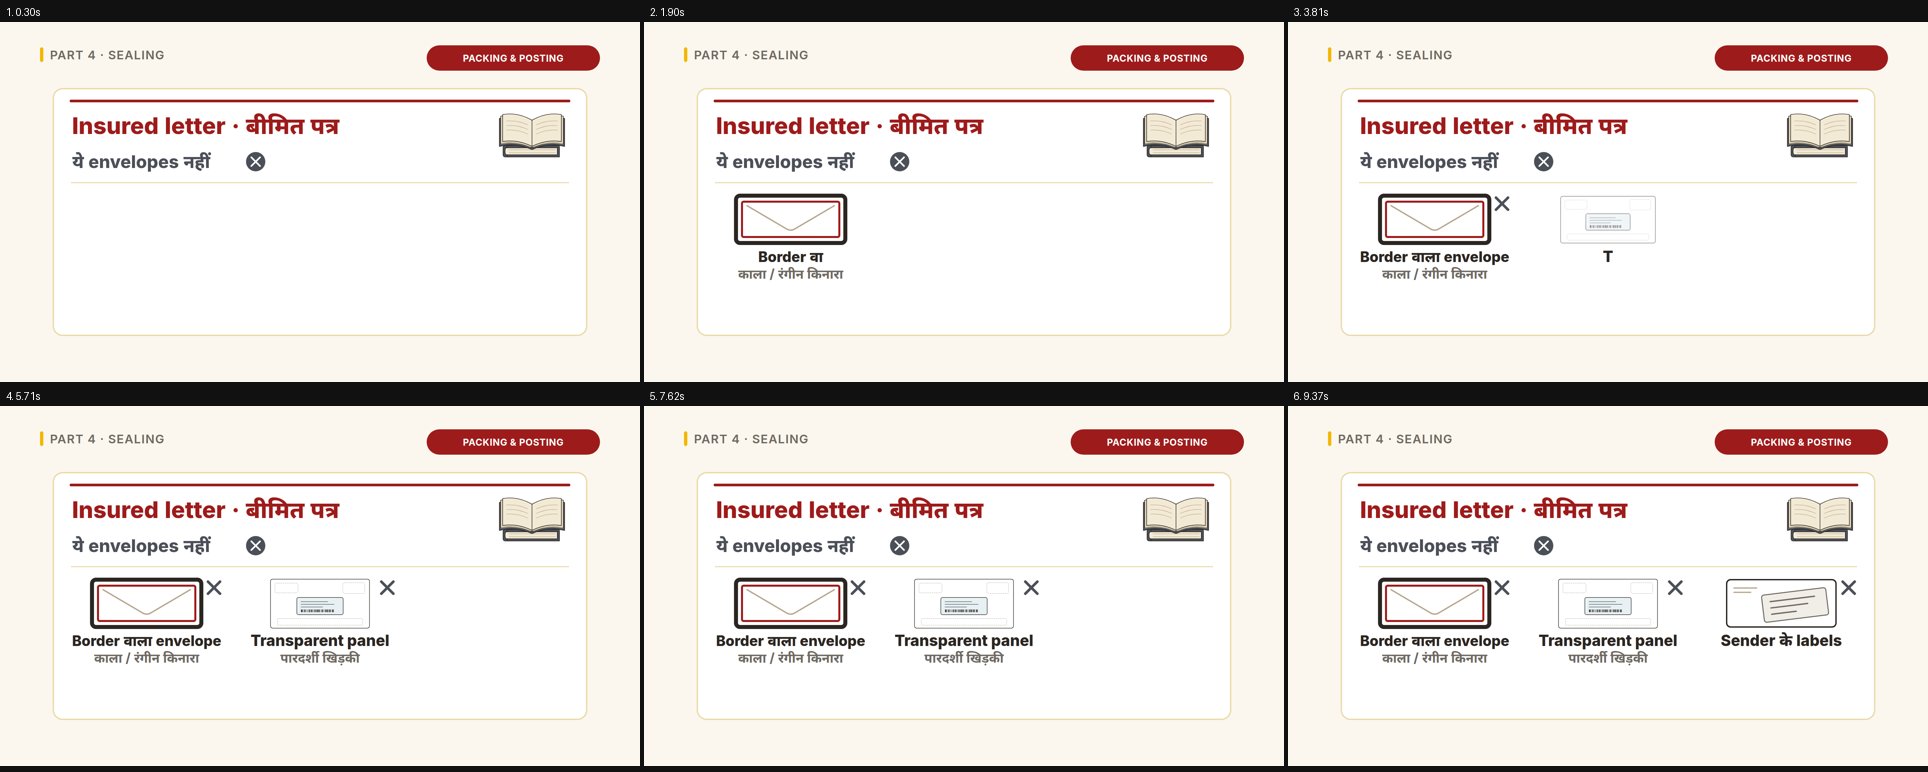 1. 0.30s
PART 4 · SEALING
PACKING & POSTING
Insured letter · बीमित पत्र
ये envelopes नहीं
2. 1.90s
PART 4 · SEALING
PACKING & POSTING
Insured letter · बीमित पत्र
ये envelopes नहीं
Border वा
काला / रंगीन किनारा
3. 3.81s
PART 4 · SEALING
PACKING & POSTING
Insured letter · बीमित पत्र
ये envelopes नहीं
Border वाला envelope
काला / रंगीन किनारा
T
4. 5.71s
PART 4 · SEALING
PACKING & POSTING
Insured letter · बीमित पत्र
ये envelopes नहीं
Border वाला envelope
काला / रंगीन किनारा
Transparent panel
पारदर्शी खिड़की
5. 7.62s
PART 4 · SEALING
PACKING & POSTING
Insured letter · बीमित पत्र
ये envelopes नहीं
Border वाला envelope
काला / रंगीन किनारा
Transparent panel
पारदर्शी खिड़की
6. 9.37s
PART 4 · SEALING
PACKING & POSTING
Insured letter · बीमित पत्र
ये envelopes नहीं
Border वाला envelope
काला / रंगीन किनारा
Transparent panel
पारदर्शी खिड़की
Sender के labels